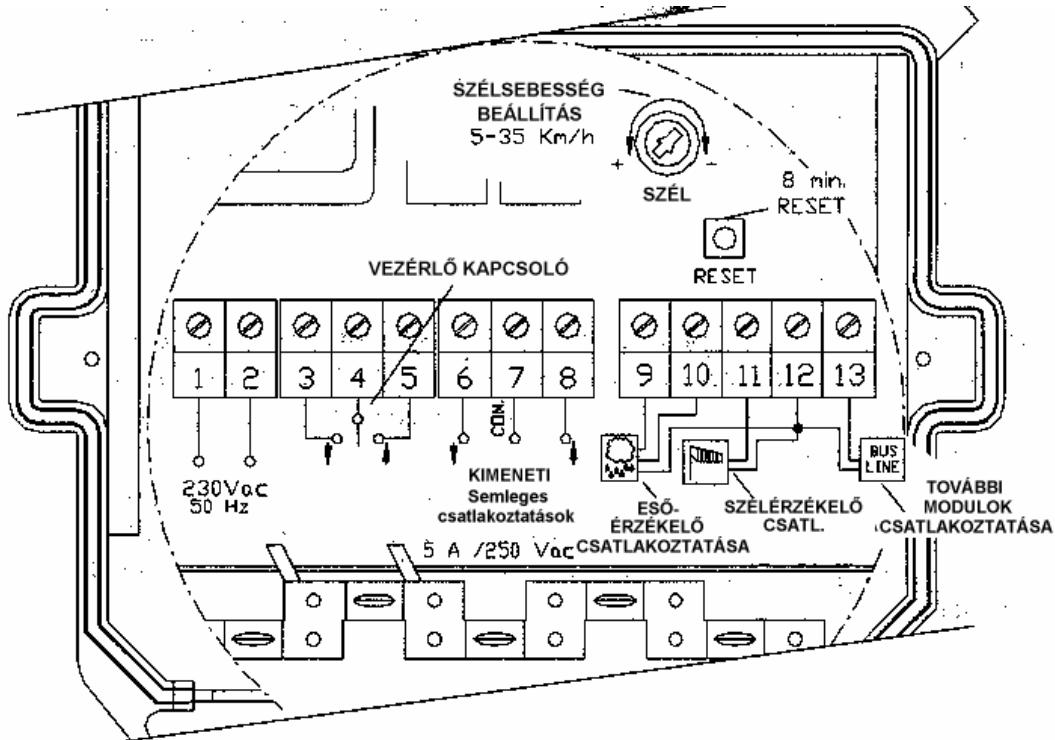 SZÉLSEBESSÉG
BEÁLLÍTÁS
5-35 Km/h
+
-
SZÉL
8 min.
RESET
RESET
VEZÉRLŐ KAPCSOLÓ
1 2 3 4 5 6 7 8 9 10 11 12 13
230Vac
50 Hz
COM.
KIMENETI
Semleges
csatlakoztatások
5 A /250 Vac
ESŐ-
ÉRZÉKELŐ
CSATLAKOZTATÁSA
SZÉLÉRZÉKELŐ
CSATL.
BUS
LINE
TOVÁBBI
MODULOK
CSATLAKOZTATÁSA